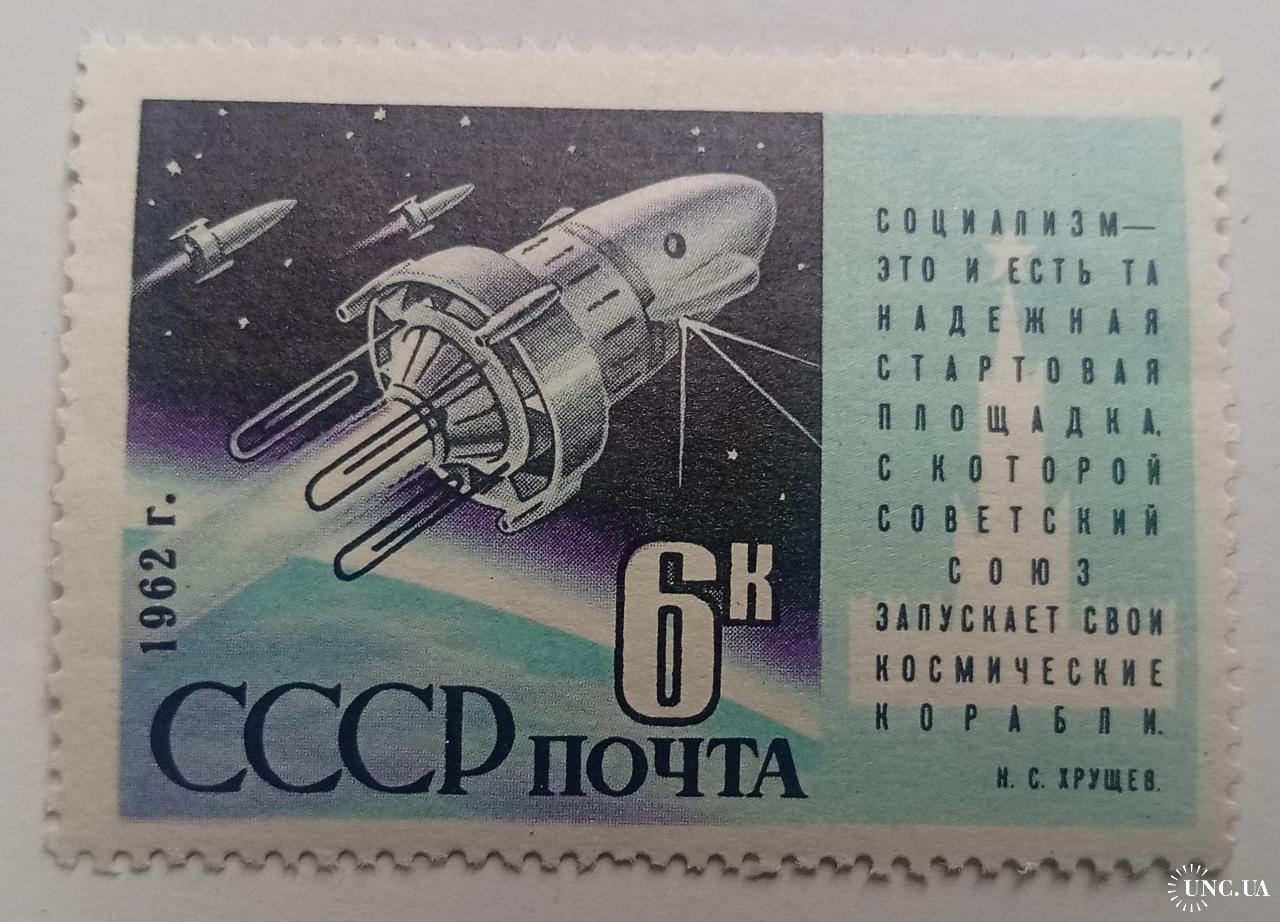 1962 г.
6к
СССР ПОЧТА
СОЦИАЛИЗМ—
ЭТО И ЕСТЬ ТА
НАДЕЖНАЯ
СТАРТОВАЯ
ПЛОЩАДКА,
С КОТОРОЙ
СОВЕТСКИЙ
СОЮЗ
ЗАПУСКАЕТ СВОИ
КОСМИЧЕСКИЕ
КОРАБЛИ.
Н. С. ХРУЩЕВ.
UNC.UA